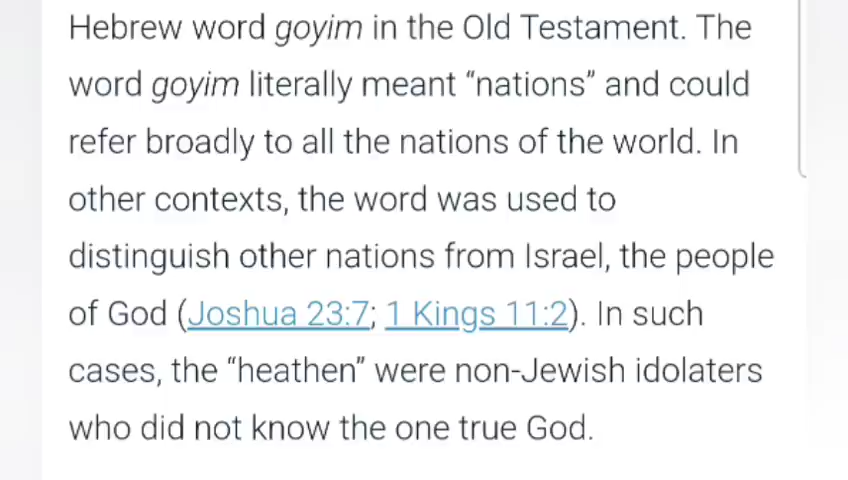 Hebrew word goyim in the Old Testament. The
word goyim literally meant “nations” and could
refer broadly to all the nations of the world. In
other contexts, the word was used to
distinguish other nations from Israel, the people
of God (Joshua 23:7; 1 Kings 11:2). In such
cases, the “heathen” were non-Jewish idolaters
who did not know the one true God.